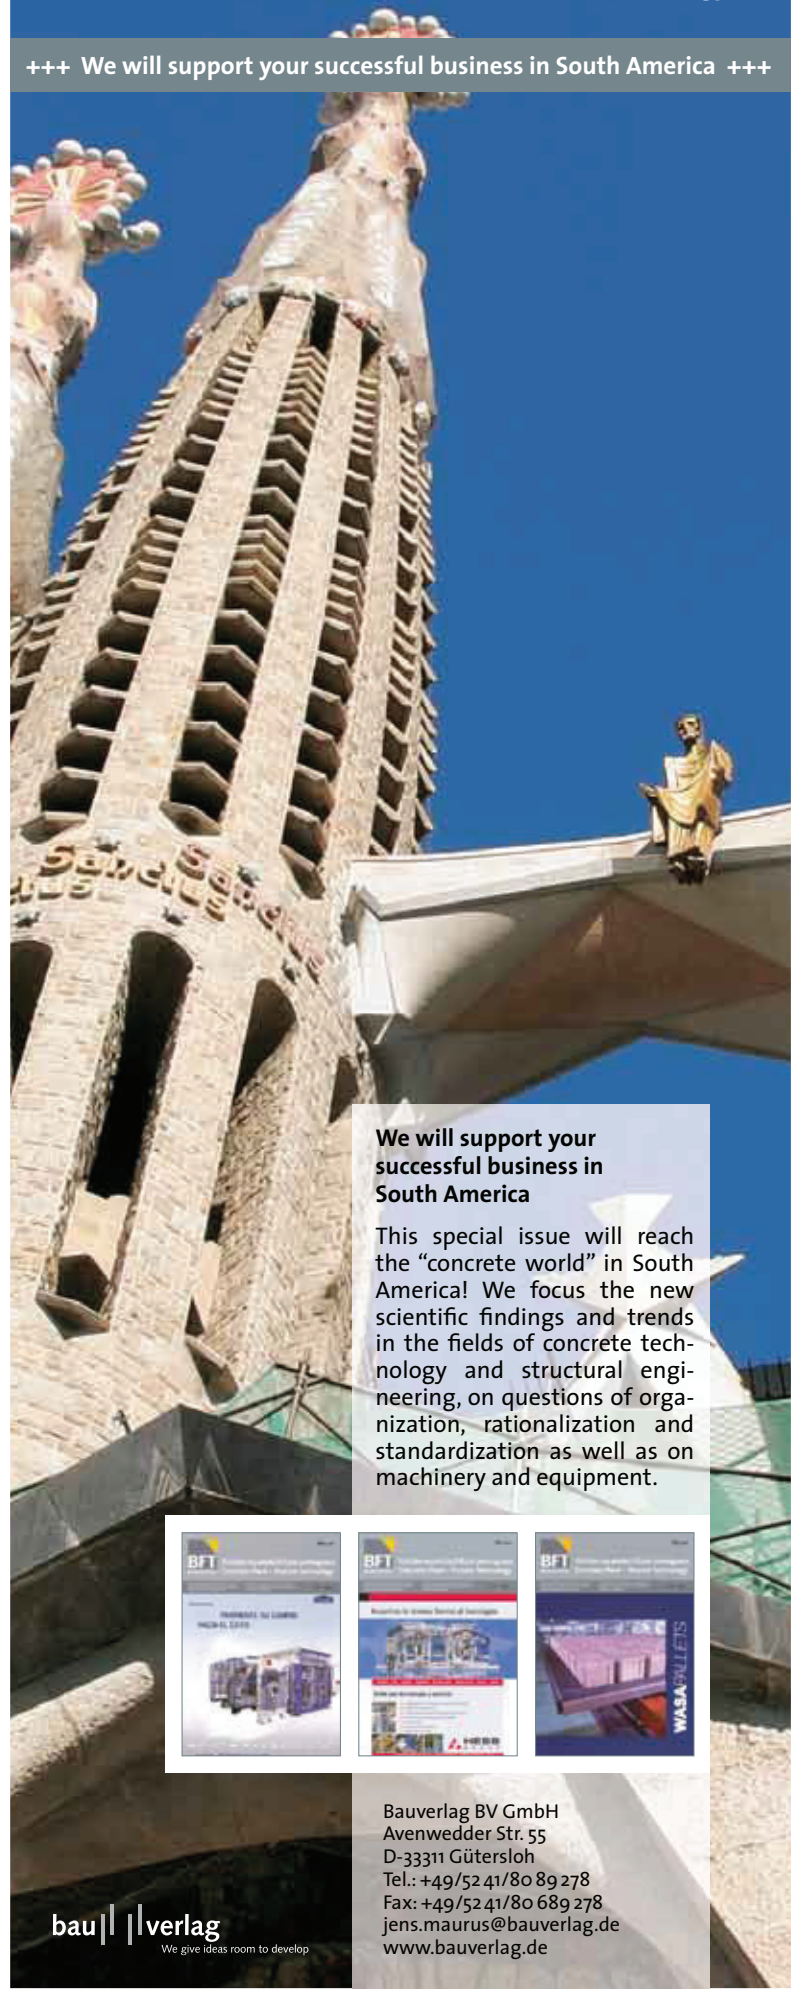 +++ We will support your successful business in South America +++
Sanctus
Sanctus
We will support your
successful business in
South America
This special issue will reach
the “concrete world” in South
America! We focus the new
scientific findings and trends
in the fields of concrete tech-
nology and structural engi-
neering, on questions of orga-
nization, rationalization and
standardization as well as on
machinery and equipment.
BFT
BFT
BFT
HESS
WASA PALLETS
Bauverlag BV GmbH
Avenwedder Str. 55
D-33311 Gütersloh
Tel.: +49/52 41/80 89 278
Fax: +49/52 41/80 689 278
jens.maurus@bauverlag.de
www.bauverlag.de
bau verlag
We give ideas room to develop